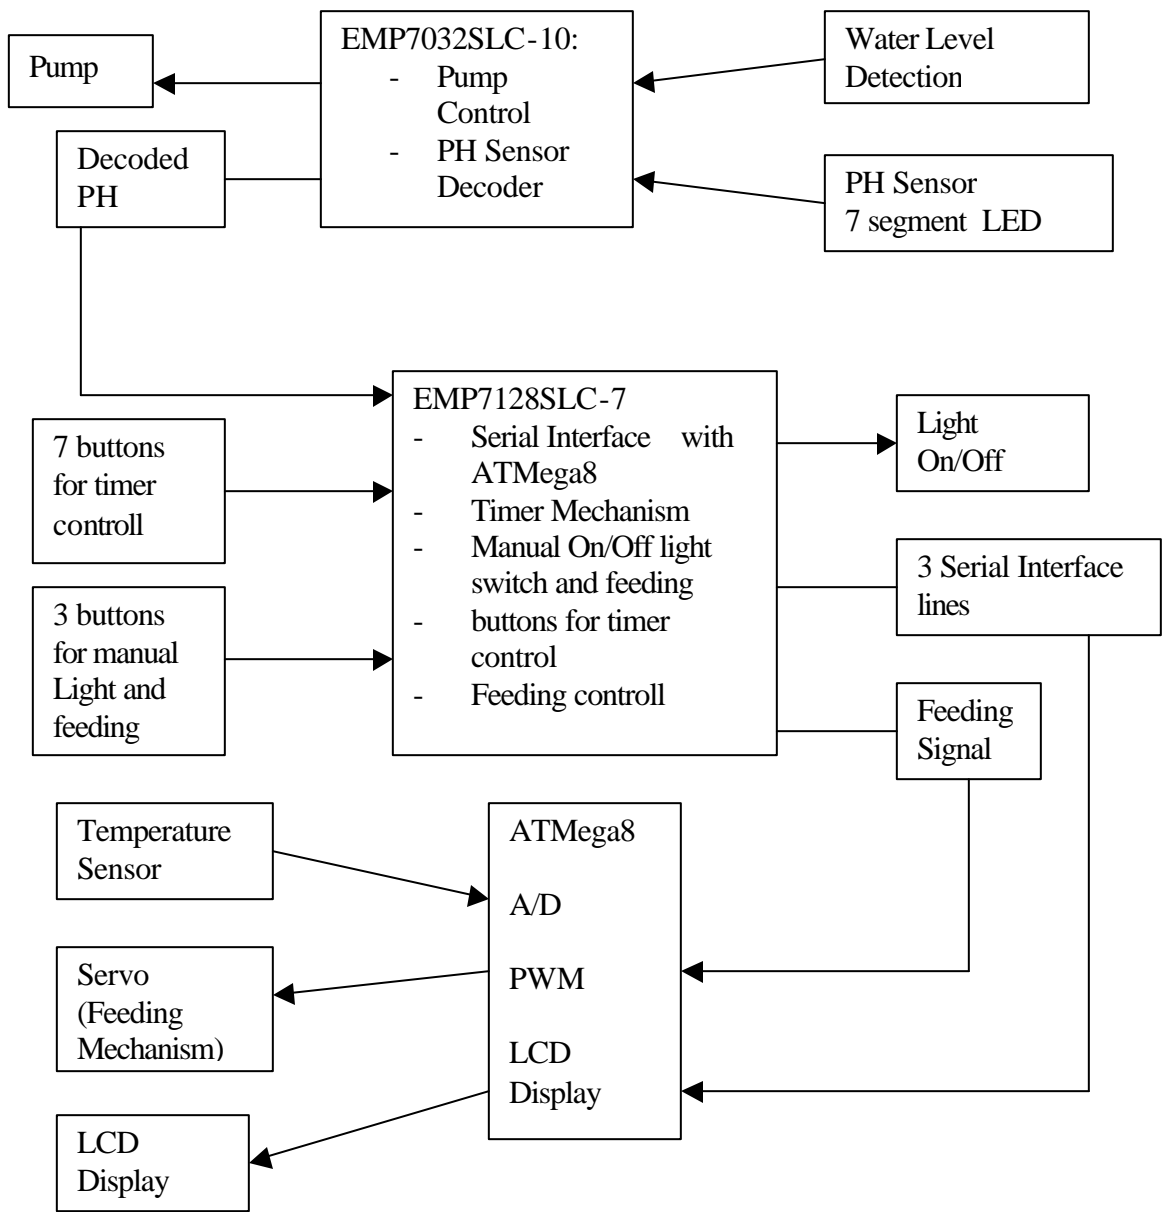 Pump
EMP7032SLC-10:
- Pump
Control
- PH Sensor
Decoder
Water Level
Detection
Decoded
PH
PH Sensor
7 segment LED
EMP7128SLC-7
- Serial Interface with
ATMega8
- Timer Mechanism
- Manual On/Off light
switch and feeding
- buttons for timer
control
- Feeding controll
7 buttons
for timer
controll
3 buttons
for manual
Light and
feeding
Light
On/Off
3 Serial Interface
lines
Feeding
Signal
Temperature
Sensor
ATMega8
A/D
PWM
LCD
Display
Servo
(Feeding
Mechanism)
LCD
Display